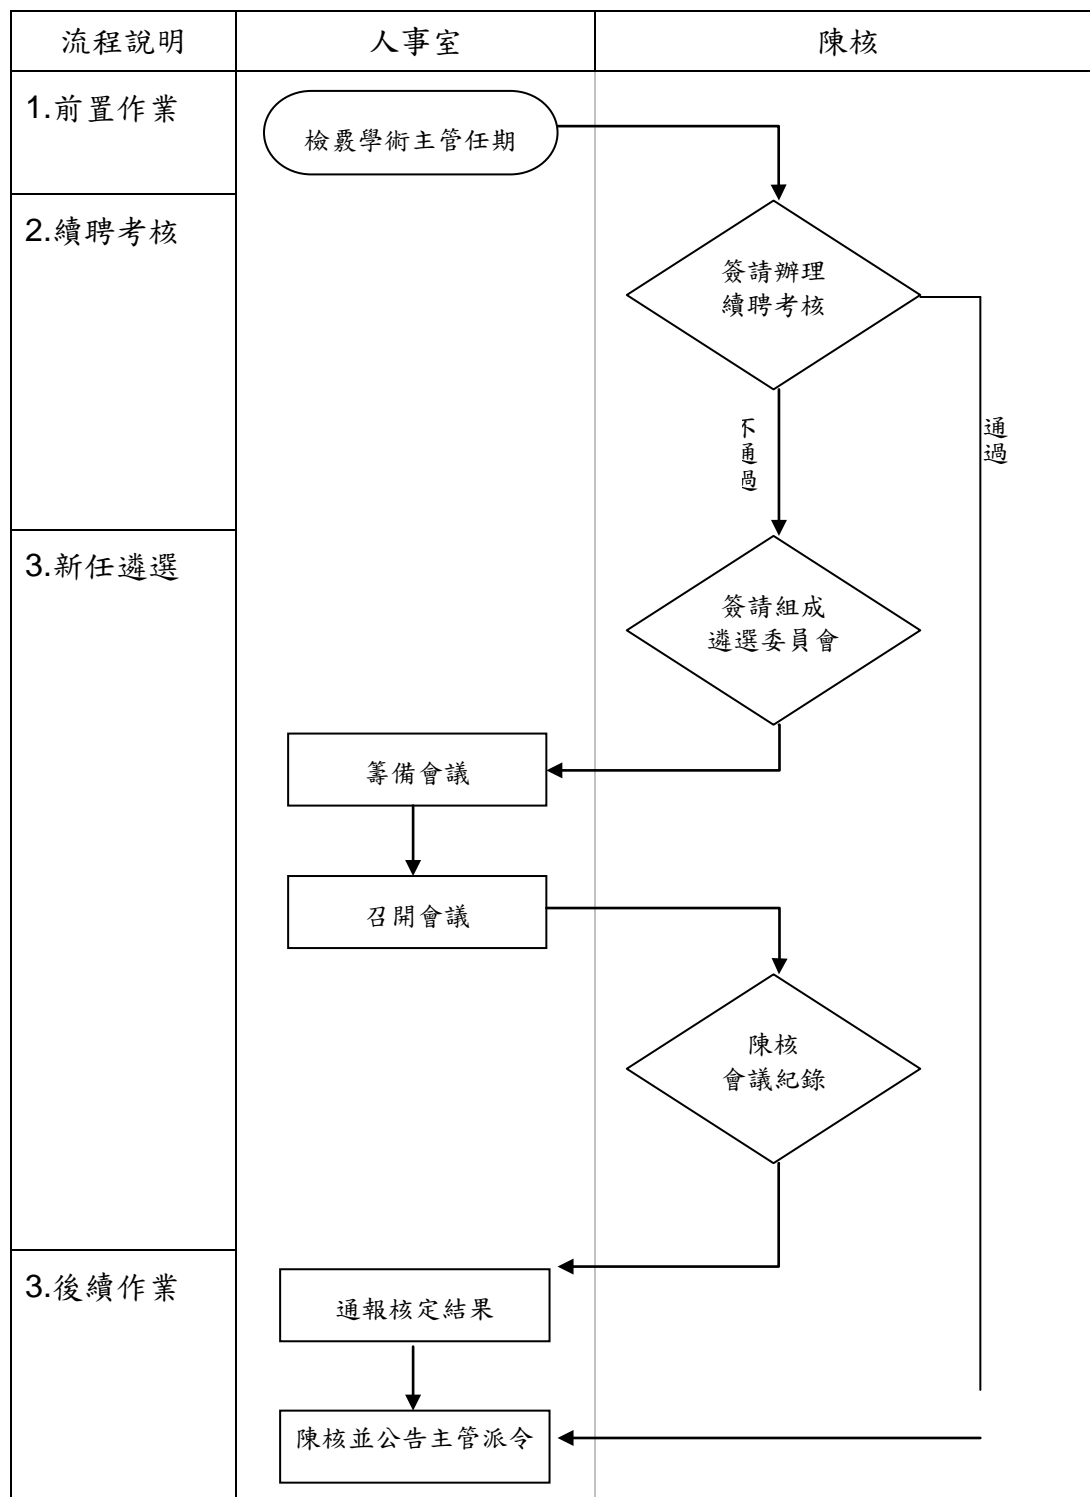 流程說明
人事室
陳核
1.前置作業
檢覈學術主管任期
2.續聘考核
簽請辦理
續聘考核
不通過
通過
3.新任遴選
簽請組成
遴選委員會
籌備會議
召開會議
陳核
會議紀錄
3.後續作業
通報核定結果
陳核並公告主管派令